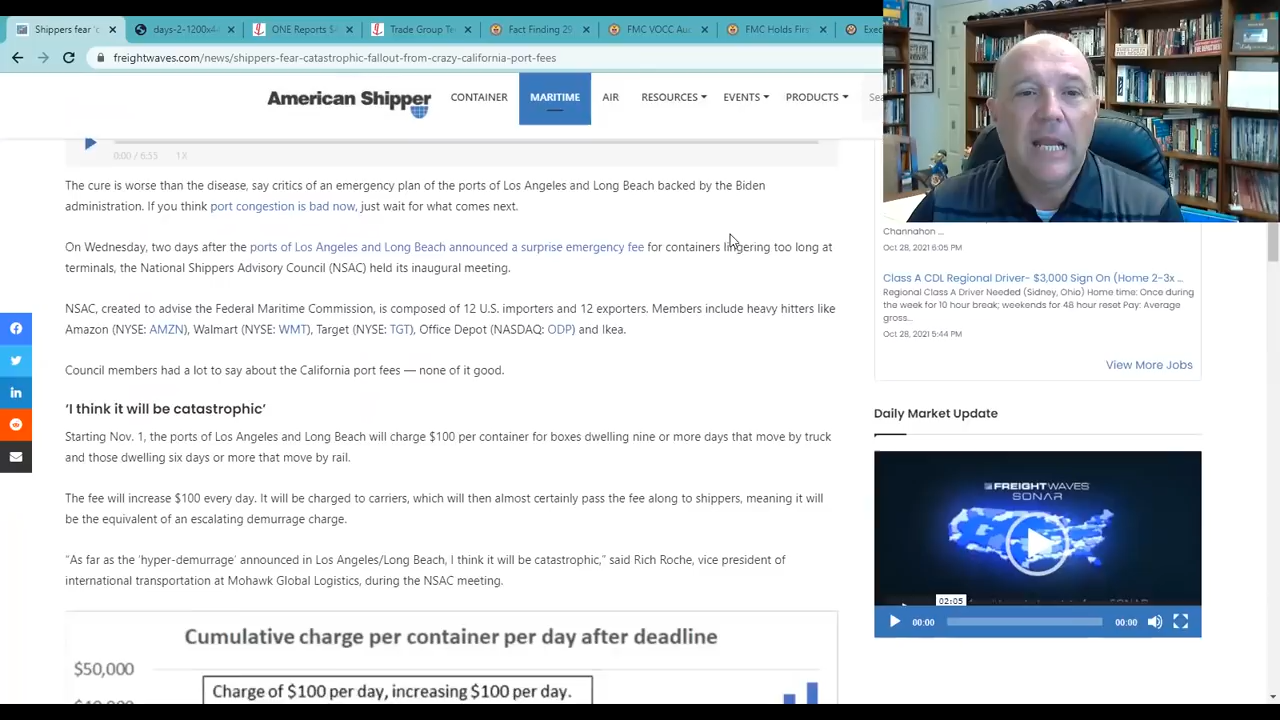 Shippers fear
days-2-1200x4
ONE Reports $
Trade Group Te
Fact Finding 29
FMC VOCC Au
FMC Holds Firs
Exec
freightwaves.com/news/shippers-fear-catastrophic-fallout-from-crazy-california-port-fees
American Shipper
CONTAINER
MARITIME
AIR
RESOURCES
EVENTS
PRODUCTS
Sea
0:00 / 6:55 1X
The cure is worse than the disease, say critics of an emergency plan of the ports of Los Angeles and Long Beach backed by the Biden
administration. If you think port congestion is bad now, just wait for what comes next.
On Wednesday, two days after the ports of Los Angeles and Long Beach announced a surprise emergency fee for containers lingering too long at
terminals, the National Shippers Advisory Council (NSAC) held its inaugural meeting.
NSAC, created to advise the Federal Maritime Commission, is composed of 12 U.S. importers and 12 exporters. Members include heavy hitters like
Amazon (NYSE: AMZN), Walmart (NYSE: WMT), Target (NYSE: TGT), Office Depot (NASDAQ: ODP) and Ikea.
Council members had a lot to say about the California port fees — none of it good.
‘I think it will be catastrophic’
Starting Nov. 1, the ports of Los Angeles and Long Beach will charge $100 per container for boxes dwelling nine or more days that move by truck
and those dwelling six days or more that move by rail.
The fee will increase $100 every day. It will be charged to carriers, which will then almost certainly pass the fee along to shippers, meaning it will
be the equivalent of an escalating demurrage charge.
“As far as the ‘hyper-demurrage’ announced in Los Angeles/Long Beach, I think it will be catastrophic,” said Rich Roche, vice president of
international transportation at Mohawk Global Logistics, during the NSAC meeting.
Cumulative charge per container per day after deadline
$50,000
Charge of $100 per day, increasing $100 per day.
Channahon ...
Oct 28, 2021 6:05 PM
Class A CDL Regional Driver- $3,000 Sign On (Home 2-3x ...
Regional Class A Driver Needed (Sidney, Ohio) Home time: Once during
the week for 10 hour break; weekends for 48 hour reset Pay: Average
gross...
Oct 28, 2021 5:44 PM
View More Jobs
Daily Market Update
FREIGHTWAVES
SONAR
02:05
00:00
00:00